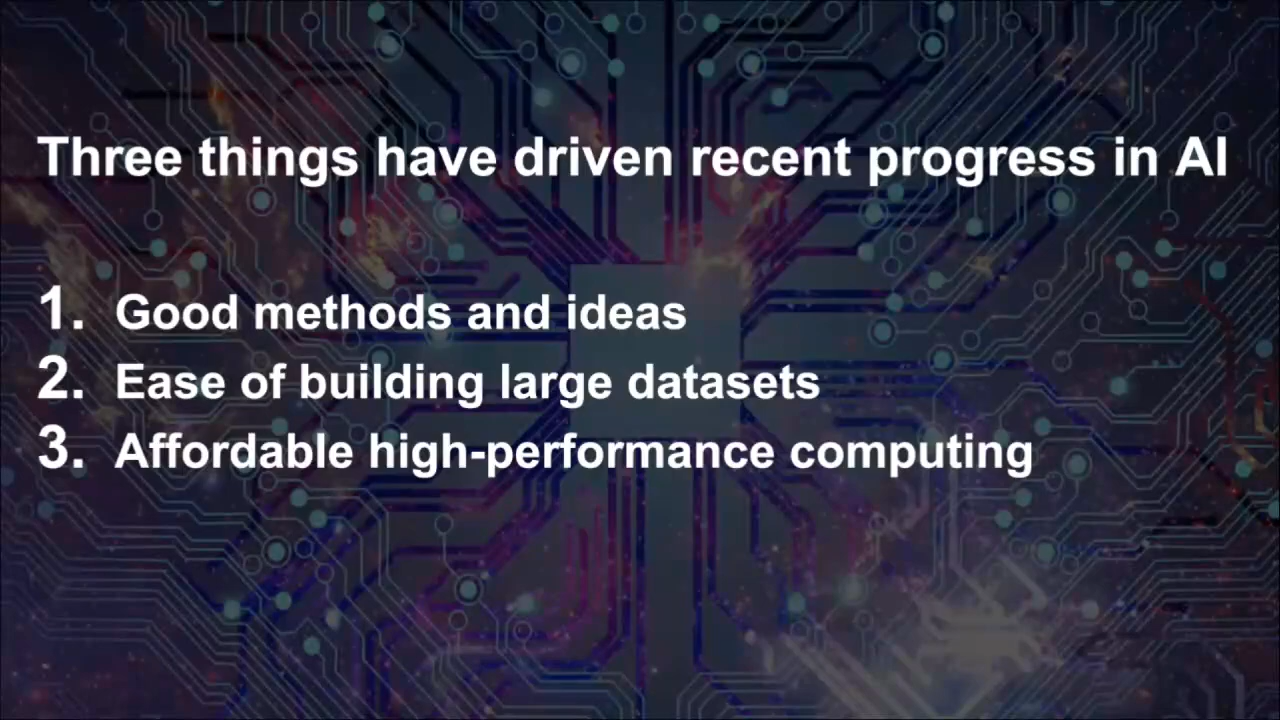 Three things have driven recent progress in AI
1. Good methods and ideas
2. Ease of building large datasets
3. Affordable high-performance computing